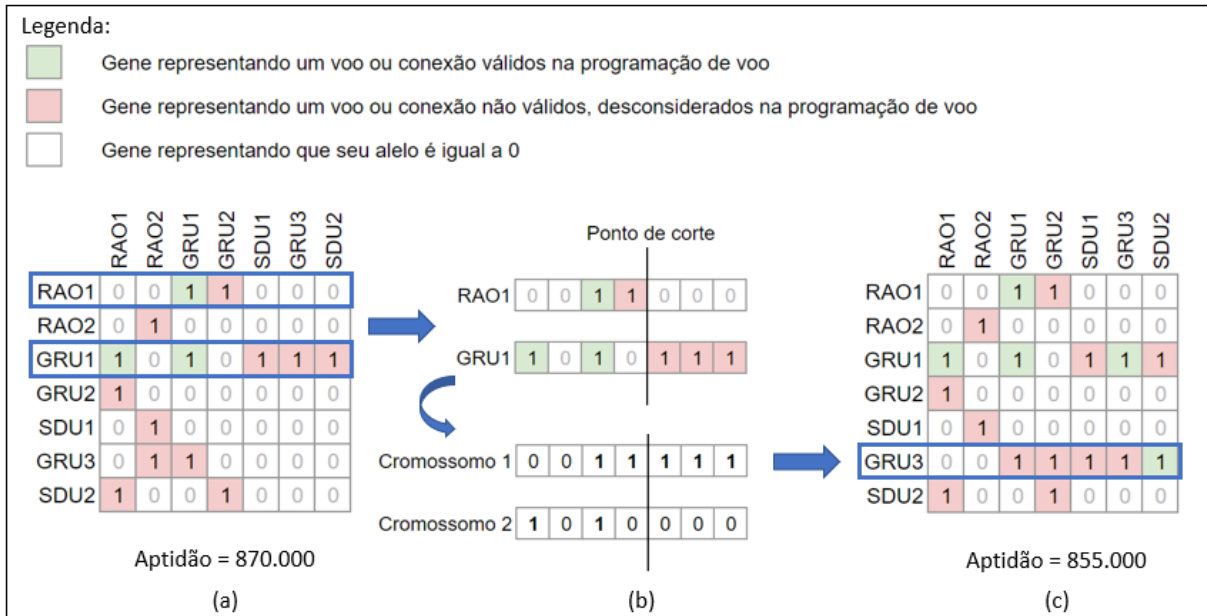 Legenda:
Gene representando um voo ou conexão válidos na programação de voo
Gene representando um voo ou conexão não válidos, desconsiderados na programação de voo
Gene representando que seu alelo é igual a 0
RAO1 RAO2 GRU1 GRU2 SDU1 GRU3 SDU2
RAO1 0 0 1 1 0 0 0
RAO2 0 1 0 0 0 0 0
GRU1 1 0 1 0 1 1 1
GRU2 1 0 0 0 0 0 0
SDU1 0 1 0 0 0 0 0
GRU3 0 1 1 0 0 0 0
SDU2 1 0 0 1 0 0 0
Aptidão = 870.000
(a)
Ponto de corte
RAO1 0 0 1 1 0 0 0
GRU1 1 0 1 0 1 1 1
Cromossomo 1 0 0 1 1 1 1 1
Cromossomo 2 1 0 1 0 0 0 0
(b)
RAO1 RAO2 GRU1 GRU2 SDU1 GRU3 SDU2
RAO1 0 0 1 1 0 0 0
RAO2 0 1 0 0 0 0 0
GRU1 1 0 1 0 1 1 1
GRU2 1 0 0 0 0 0 0
SDU1 0 1 0 0 0 0 0
GRU3 0 0 1 1 1 1 1
SDU2 1 0 0 1 0 0 0
Aptidão = 855.000
(c)